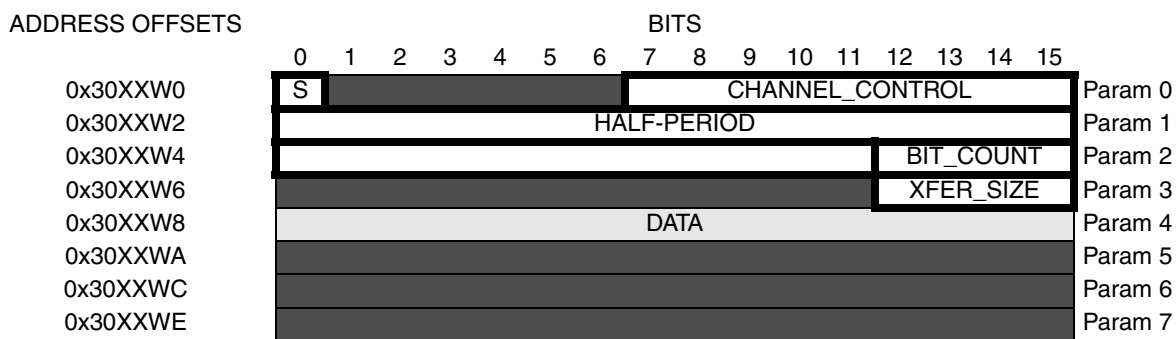 ADDRESS OFFSETS BITS
0 1 2 3 4 5 6 7 8 9 10 11 12 13 14 15
0x30XXW0 S CHANNEL_CONTROL Param 0
0x30XXW2 HALF-PERIOD Param 1
0x30XXW4 BIT_COUNT Param 2
0x30XXW6 XFER_SIZE Param 3
0x30XXW8 DATA Param 4
0x30XXWA Param 5
0x30XXWC Param 6
0x30XXWE Param 7